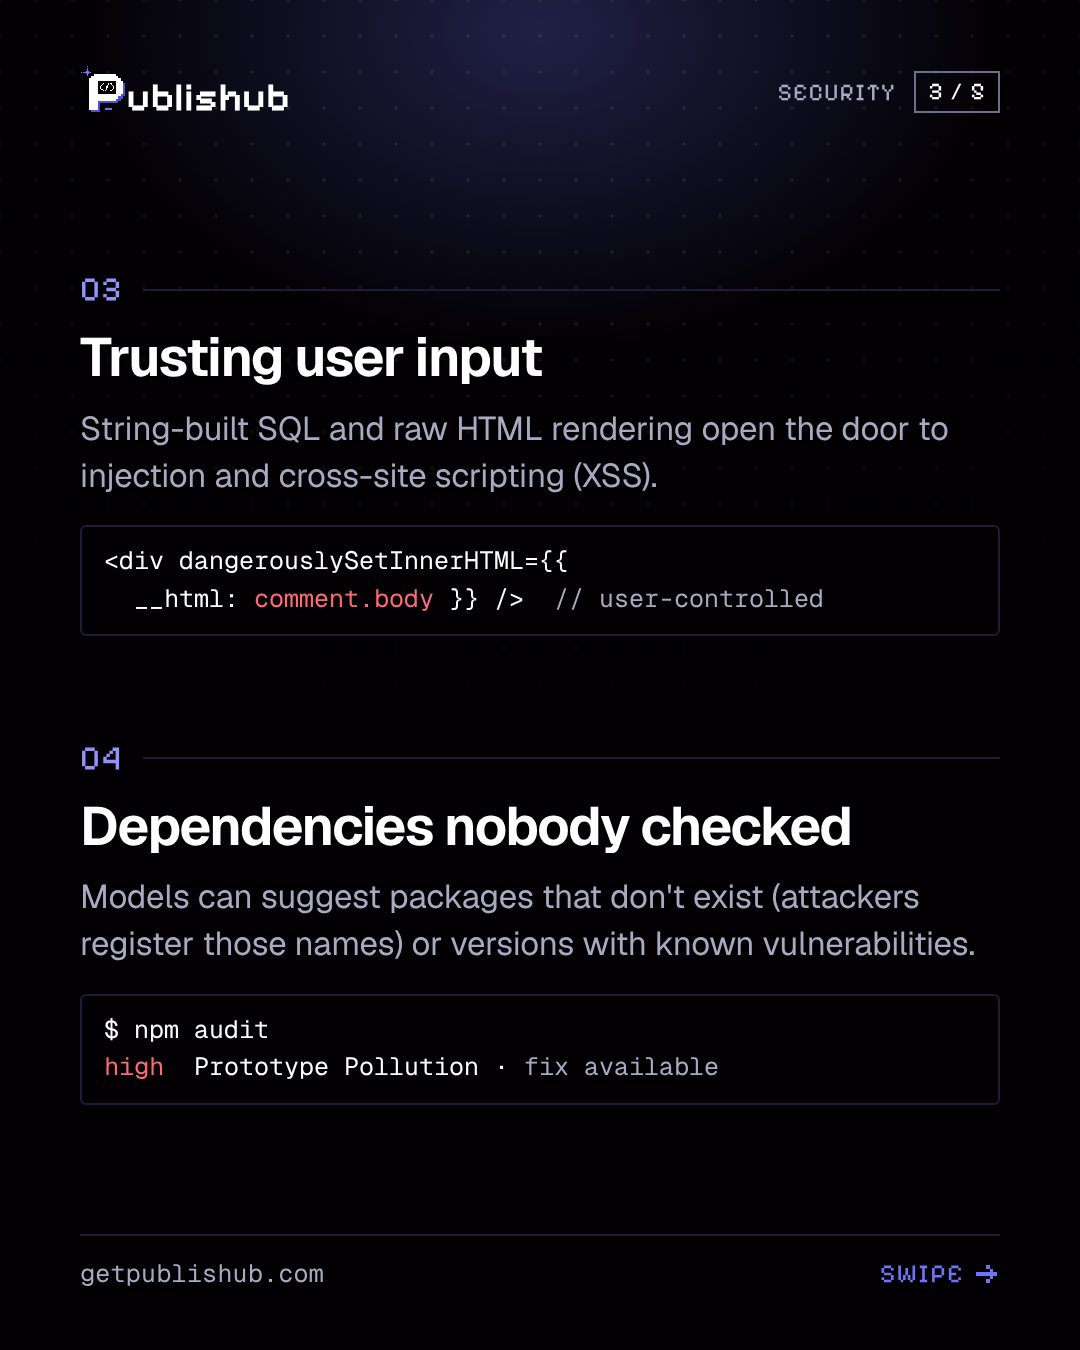 Publishub
SECURITY
3 /
03
Trusting user input
String-built SQL and raw HTML rendering open the door to
injection and cross-site scripting (XSS).
<div dangerouslySetInnerHTML={{
__html: comment.body }} /> // user-controlled
04
Dependencies nobody checked
Models can suggest packages that don't exist (attackers
register those names) or versions with known vulnerabilities.
$ npm audit
high Prototype Pollution · fix available
getpublishub.com
SWIPE →